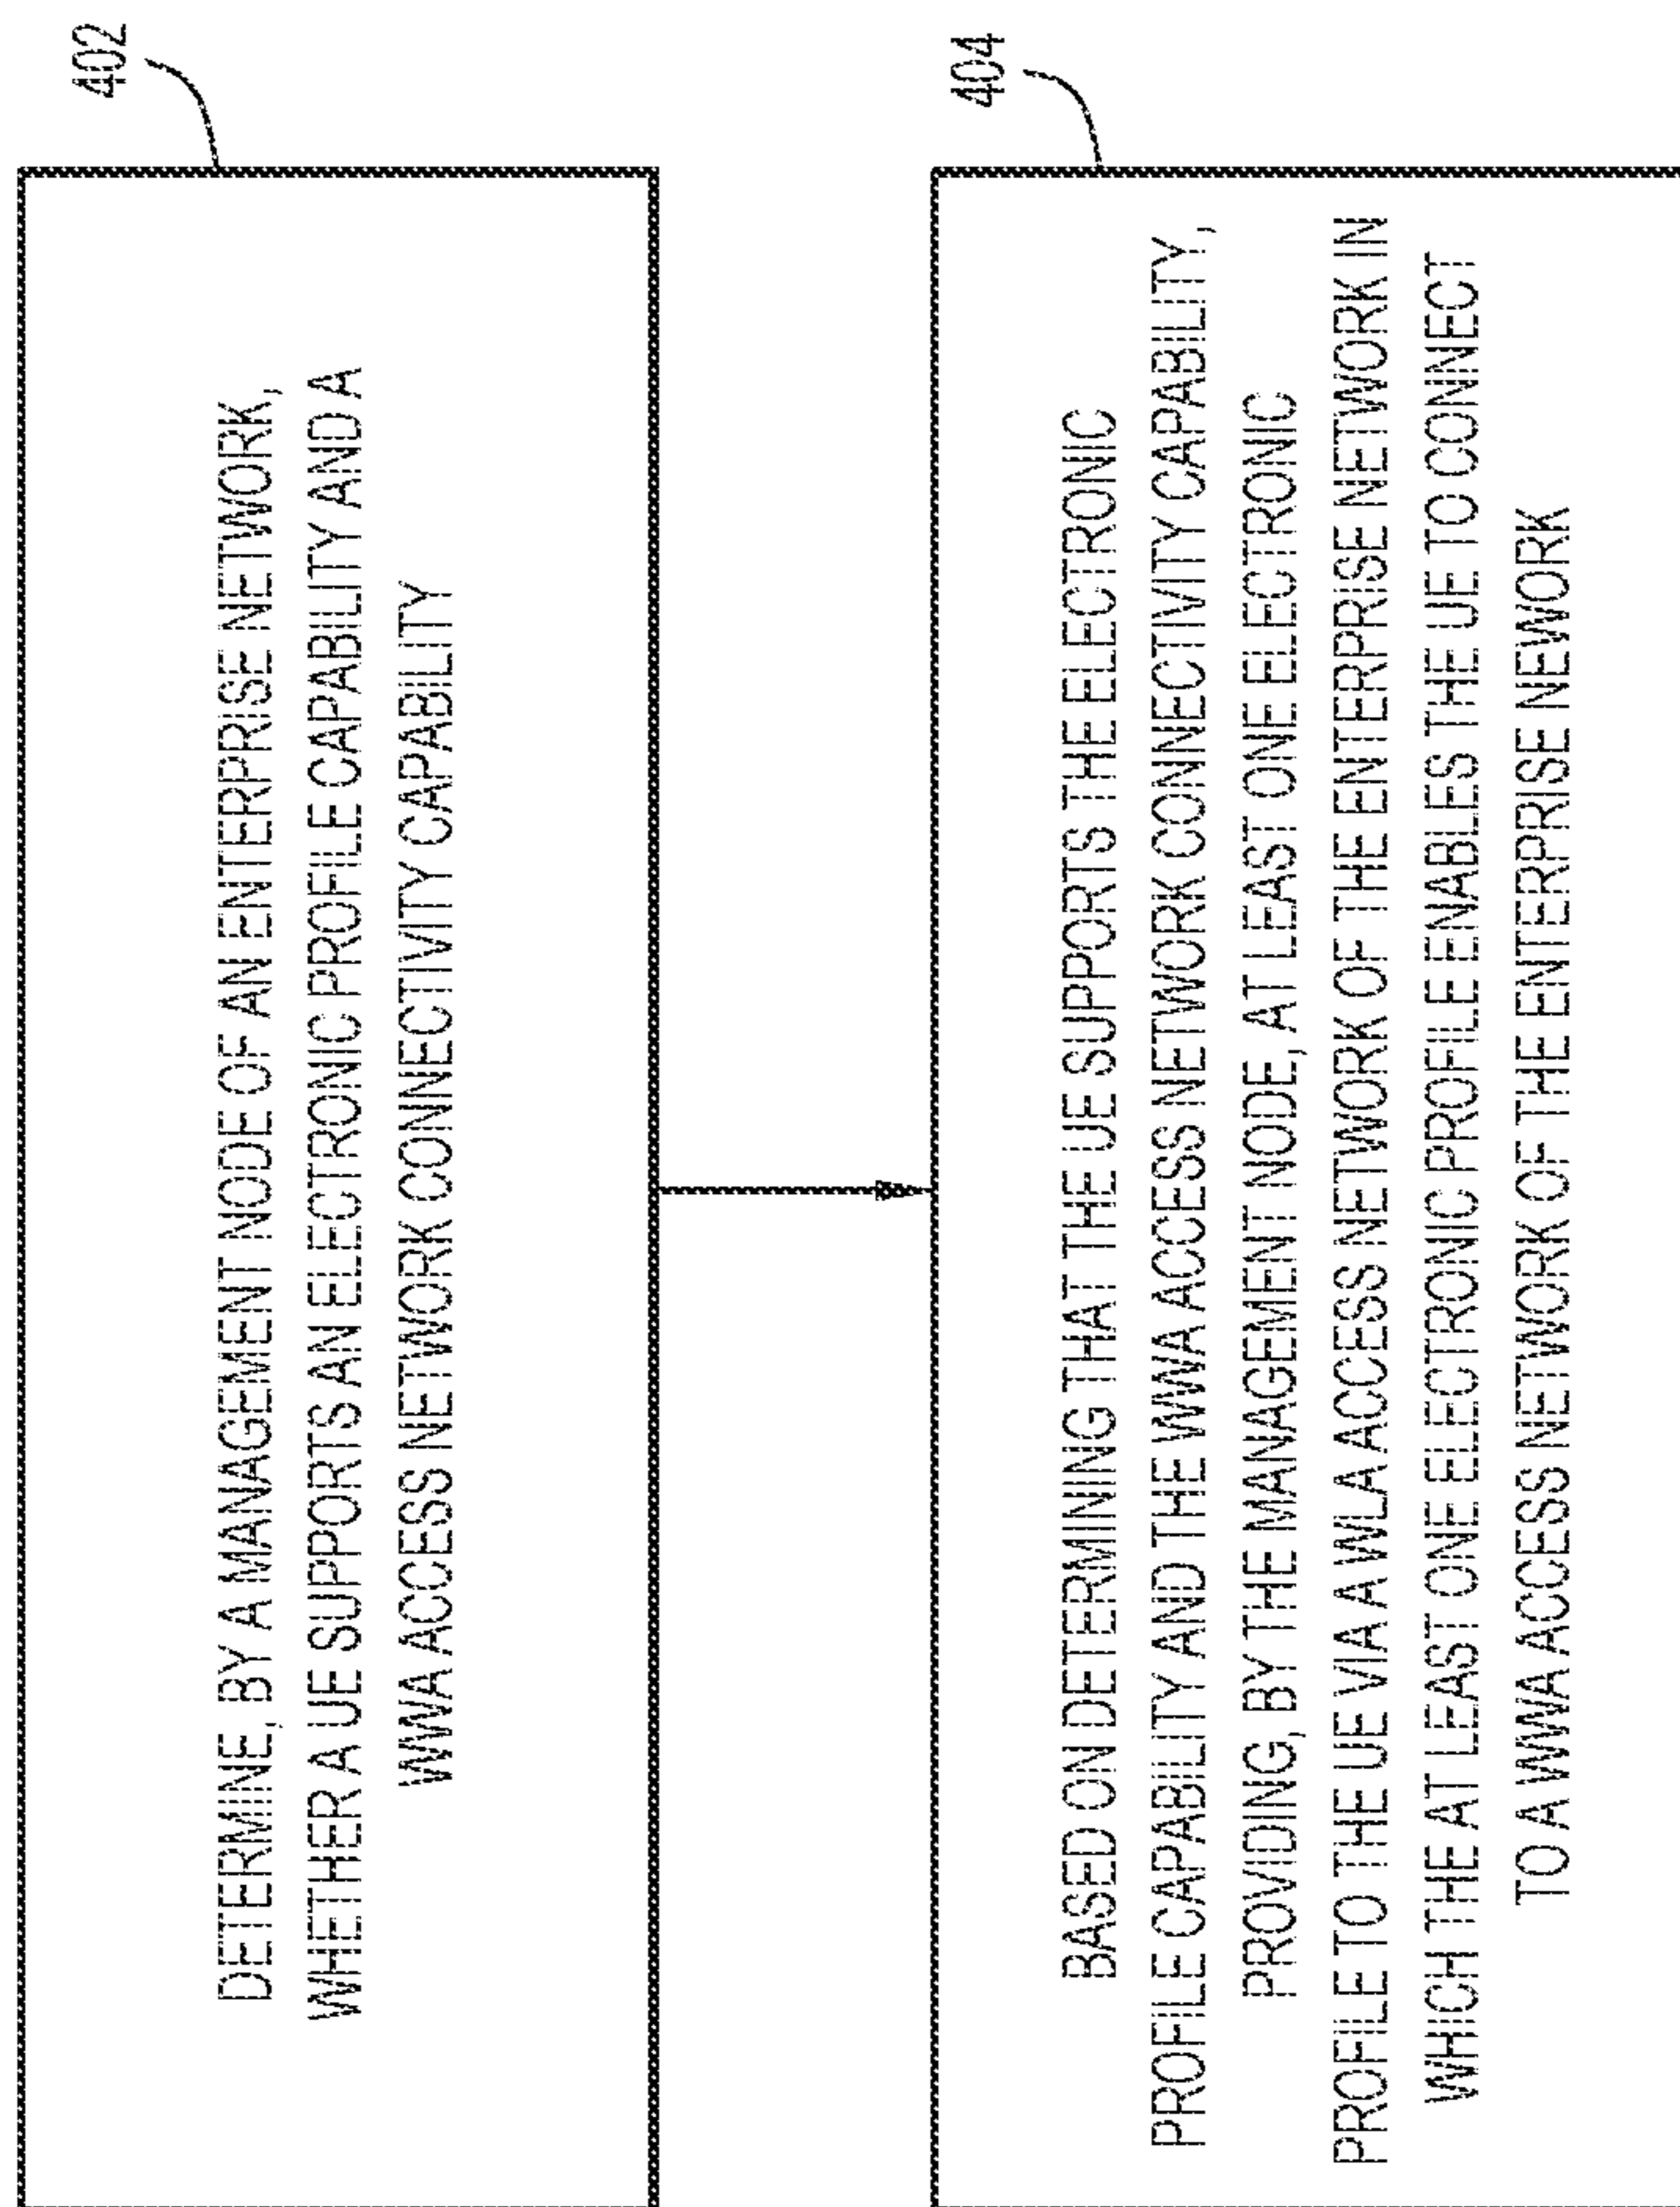 402
DETERMINE, BY A MANAGEMENT NODE OF AN ENTERPRISE NETWORK,
WHETHER A UE SUPPORTS AN ELECTRONIC PROFILE CAPABILITY AND A
WWA ACCESS NETWORK CONNECTIVITY CAPABILITY
404
BASED ON DETERMINING THAT THE UE SUPPORTS THE ELECTRONIC
PROFILE CAPABILITY AND THE WWA ACCESS NETWORK CONNECTIVITY CAPABILITY,
PROVIDING, BY THE MANAGEMENT NODE, AT LEAST ONE ELECTRONIC
PROFILE TO THE UE VIA A WLA ACCESS NETWORK OF THE ENTERPRISE NETWORK IN
WHICH THE AT LEAST ONE ELECTRONIC PROFILE ENABLES THE UE TO CONNECT
TO A WWA ACCESS NETWORK OF THE ENTERPRISE NEWORK